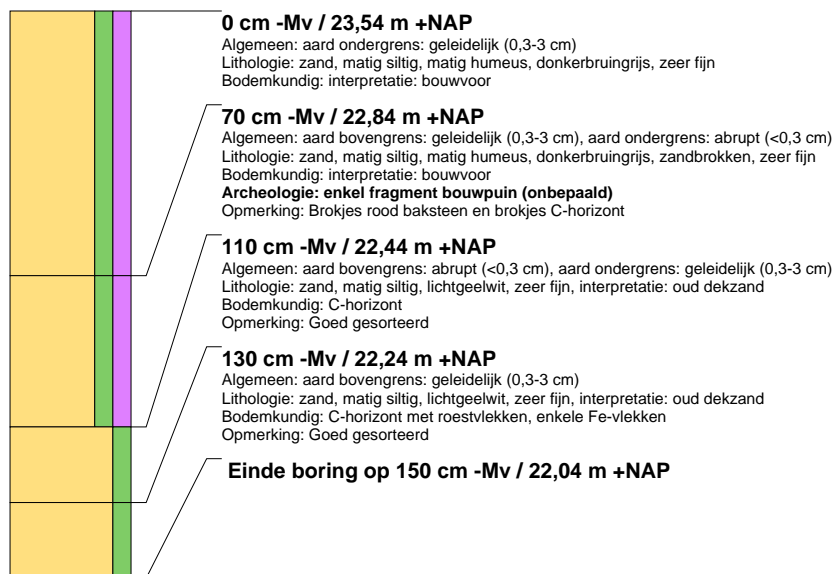 0 cm -Mv / 23,54 m +NAP
Algemeen: aard ondergrens: geleidelijk (0,3-3 cm)
Lithologie: zand, matig siltig, matig humeus, donkerbruingrijs, zeer fijn
Bodemkundig: interpretatie: bouwvoor
70 cm -Mv / 22,84 m +NAP
Algemeen: aard bovengrens: geleidelijk (0,3-3 cm), aard ondergrens: abrupt (<0,3 cm)
Lithologie: zand, matig siltig, matig humeus, donkerbruingrijs, zandbrokken, zeer fijn
Bodemkundig: interpretatie: bouwvoor
Archeologie: enkel fragment bouwpuin (onbepaald)
Opmerking: Brokjes rood baksteen en brokjes C-horizont
110 cm -Mv / 22,44 m +NAP
Algemeen: aard bovengrens: abrupt (<0,3 cm), aard ondergrens: geleidelijk (0,3-3 cm)
Lithologie: zand, matig siltig, lichtgeelwit, zeer fijn, interpretatie: oud dekzand
Bodemkundig: C-horizont
Opmerking: Goed gesorteerd
130 cm -Mv / 22,24 m +NAP
Algemeen: aard bovengrens: geleidelijk (0,3-3 cm)
Lithologie: zand, matig siltig, lichtgeelwit, zeer fijn, interpretatie: oud dekzand
Bodemkundig: C-horizont met roestvlekken, enkele Fe-vlekken
Opmerking: Goed gesorteerd
Einde boring op 150 cm -Mv / 22,04 m +NAP